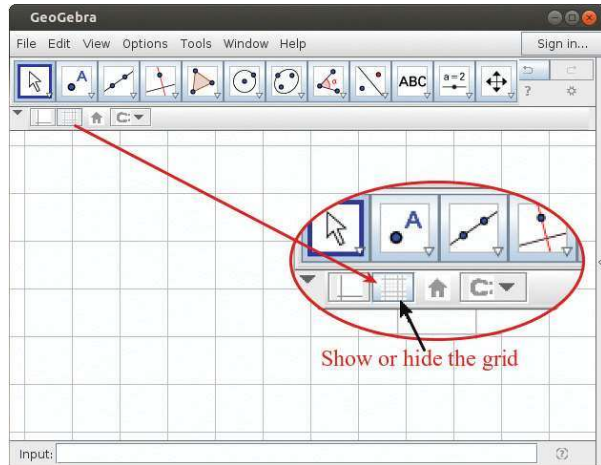 GeoGebra
File Edit View Options Tools Window Help Sign in...
A ABC a=2
?
A
Show or hide the grid
Input: ?